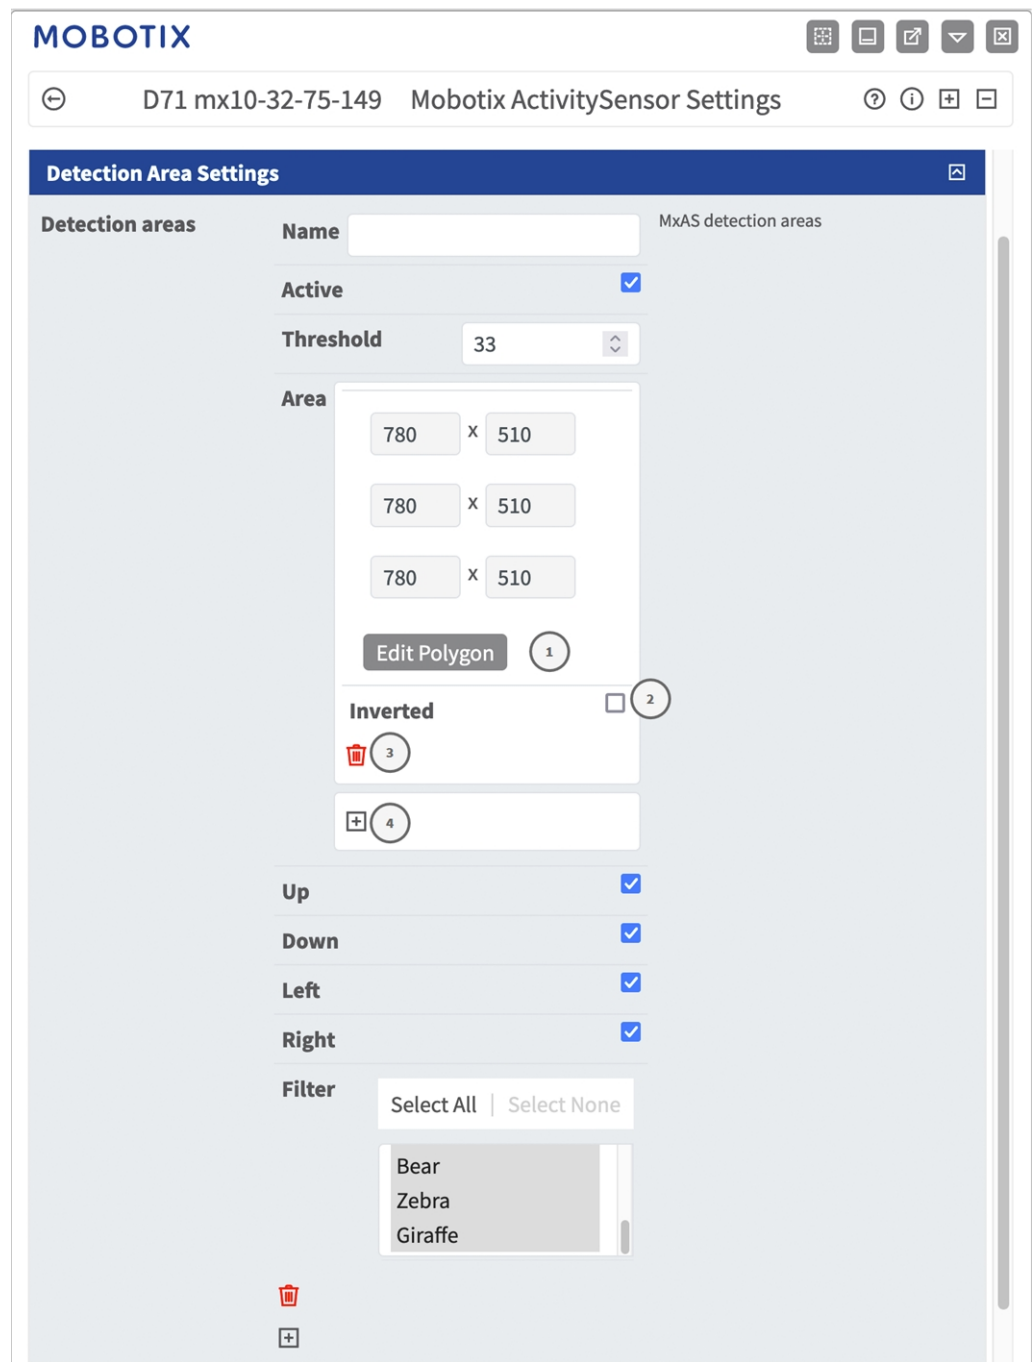 MOBOTIX
D71 mx10-32-75-149 Mobotix ActivitySensor Settings
Detection Area Settings
Detection areas
Name
MxAS detection areas
Active
Threshold
33
Area
780 x 510
780 x 510
780 x 510
Edit Polygon 1
Inverted 2
3
4
Up
Down
Left
Right
Filter
Select All | Select None
Bear
Zebra
Giraffe